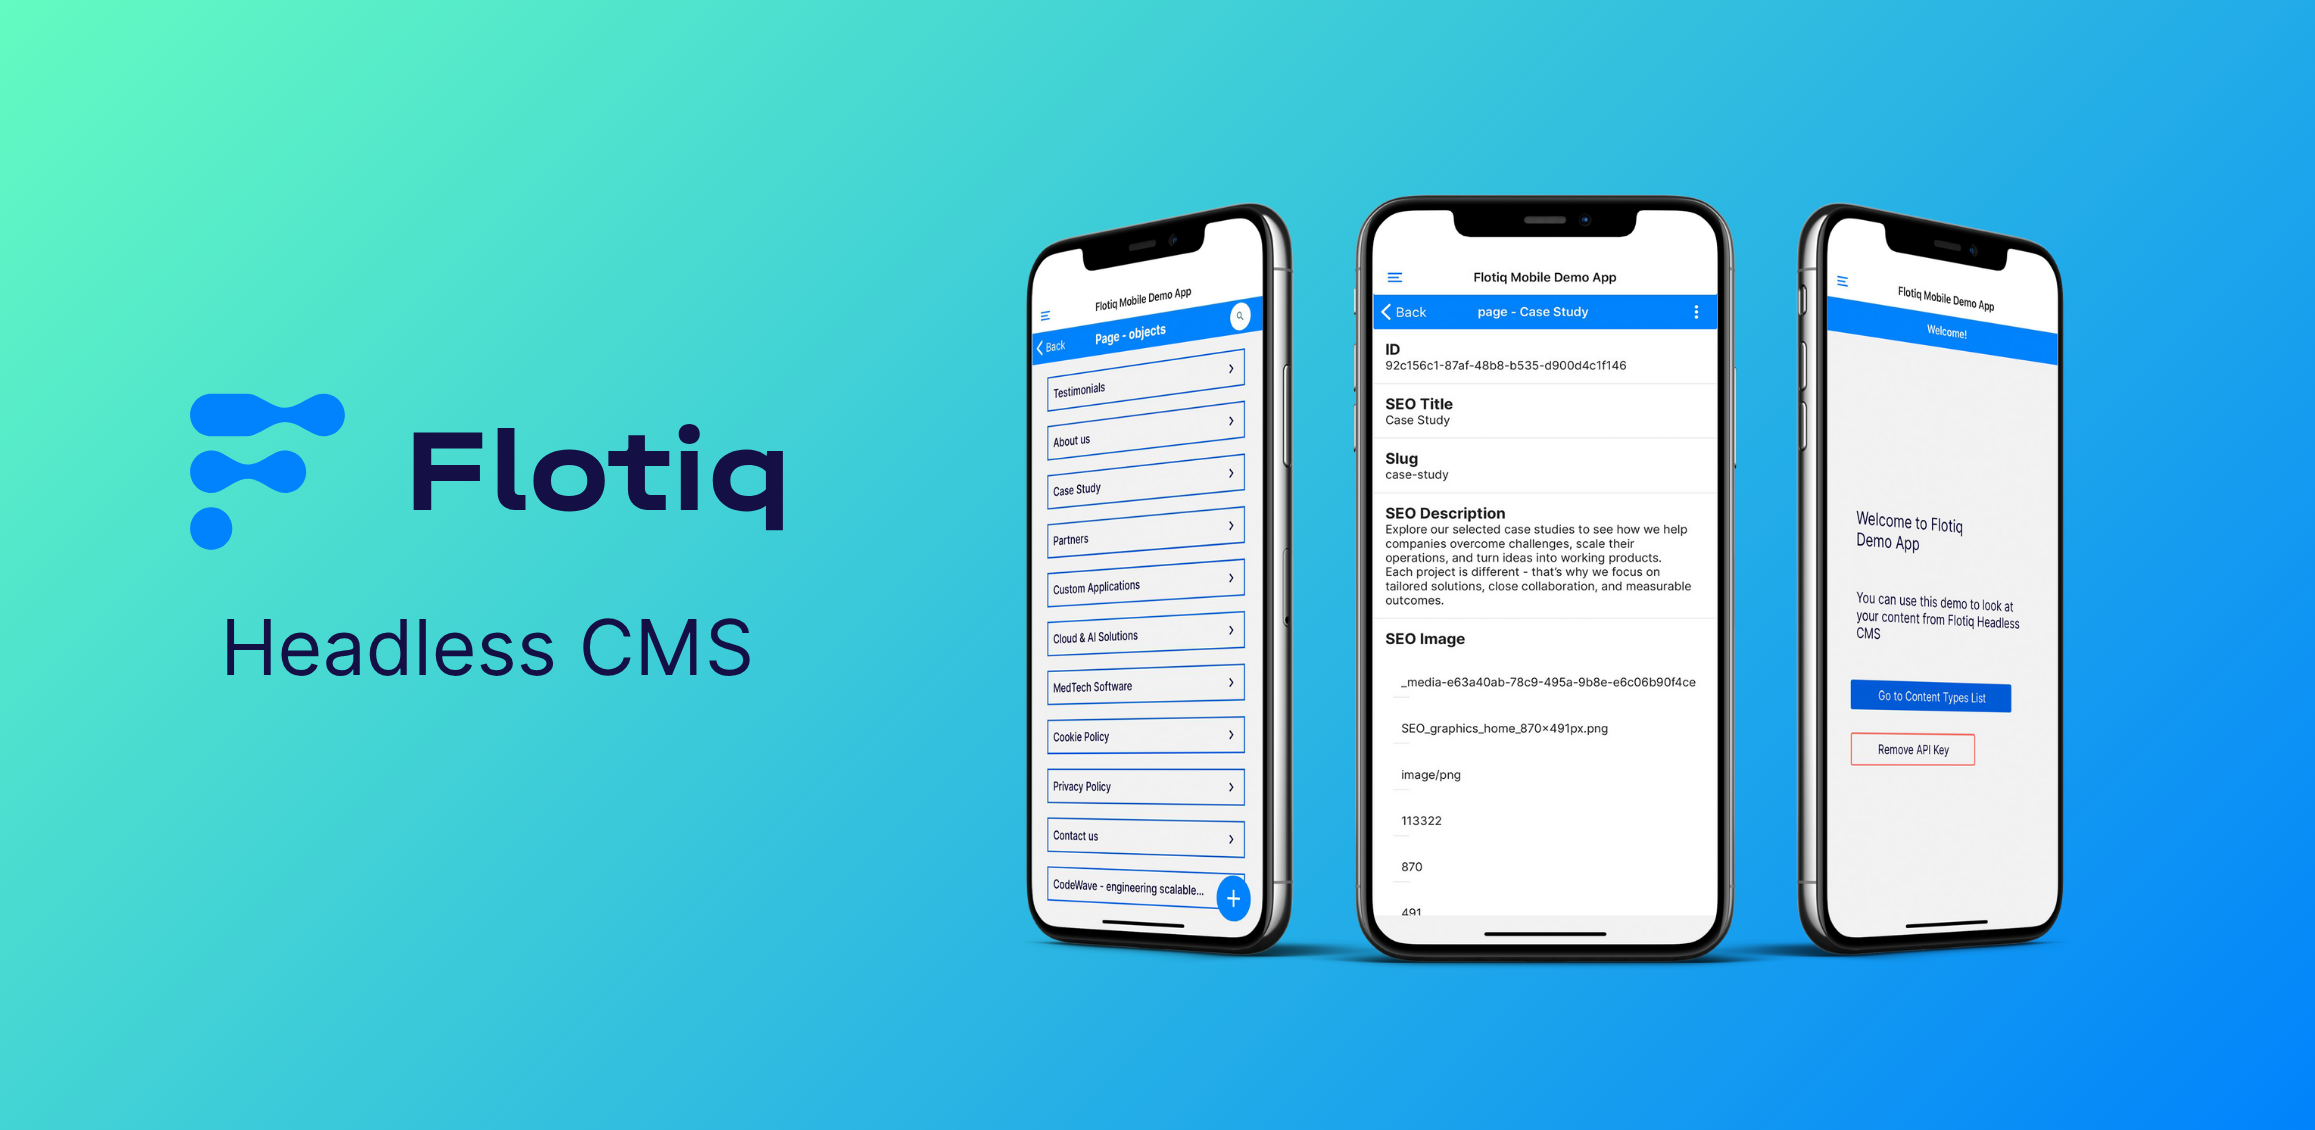 Flotiq
Headless CMS
Flotiq Mobile Demo App
Back
Page - objects
Testimonials
About us
Case Study
Partners
Custom Applications
Cloud & AI Solutions
MedTech Software
Cookie Policy
Privacy Policy
Contact us
CodeWave - engineering scalable...
Flotiq Mobile Demo App
Back
page - Case Study
ID
92c156c1-87af-48b8-b535-d900d4c1f146
SEO Title
Case Study
Slug
case-study
SEO Description
Explore our selected case studies to see how we help
companies overcome challenges, scale their
operations, and turn ideas into working products.
Each project is different - that's why we focus on
tailored solutions, close collaboration, and measurable
outcomes.
SEO Image
_media-e63a40ab-78c9-495a-9b8e-e6c06b90f4ce
SEO_graphics_home_870×491px.png
image/png
113322
870
491
Flotiq Mobile Demo App
Welcome!
Welcome to Flotiq
Demo App
You can use this demo to look at
your content from Flotiq Headless
CMS
Go to Content Types List
Remove API Key